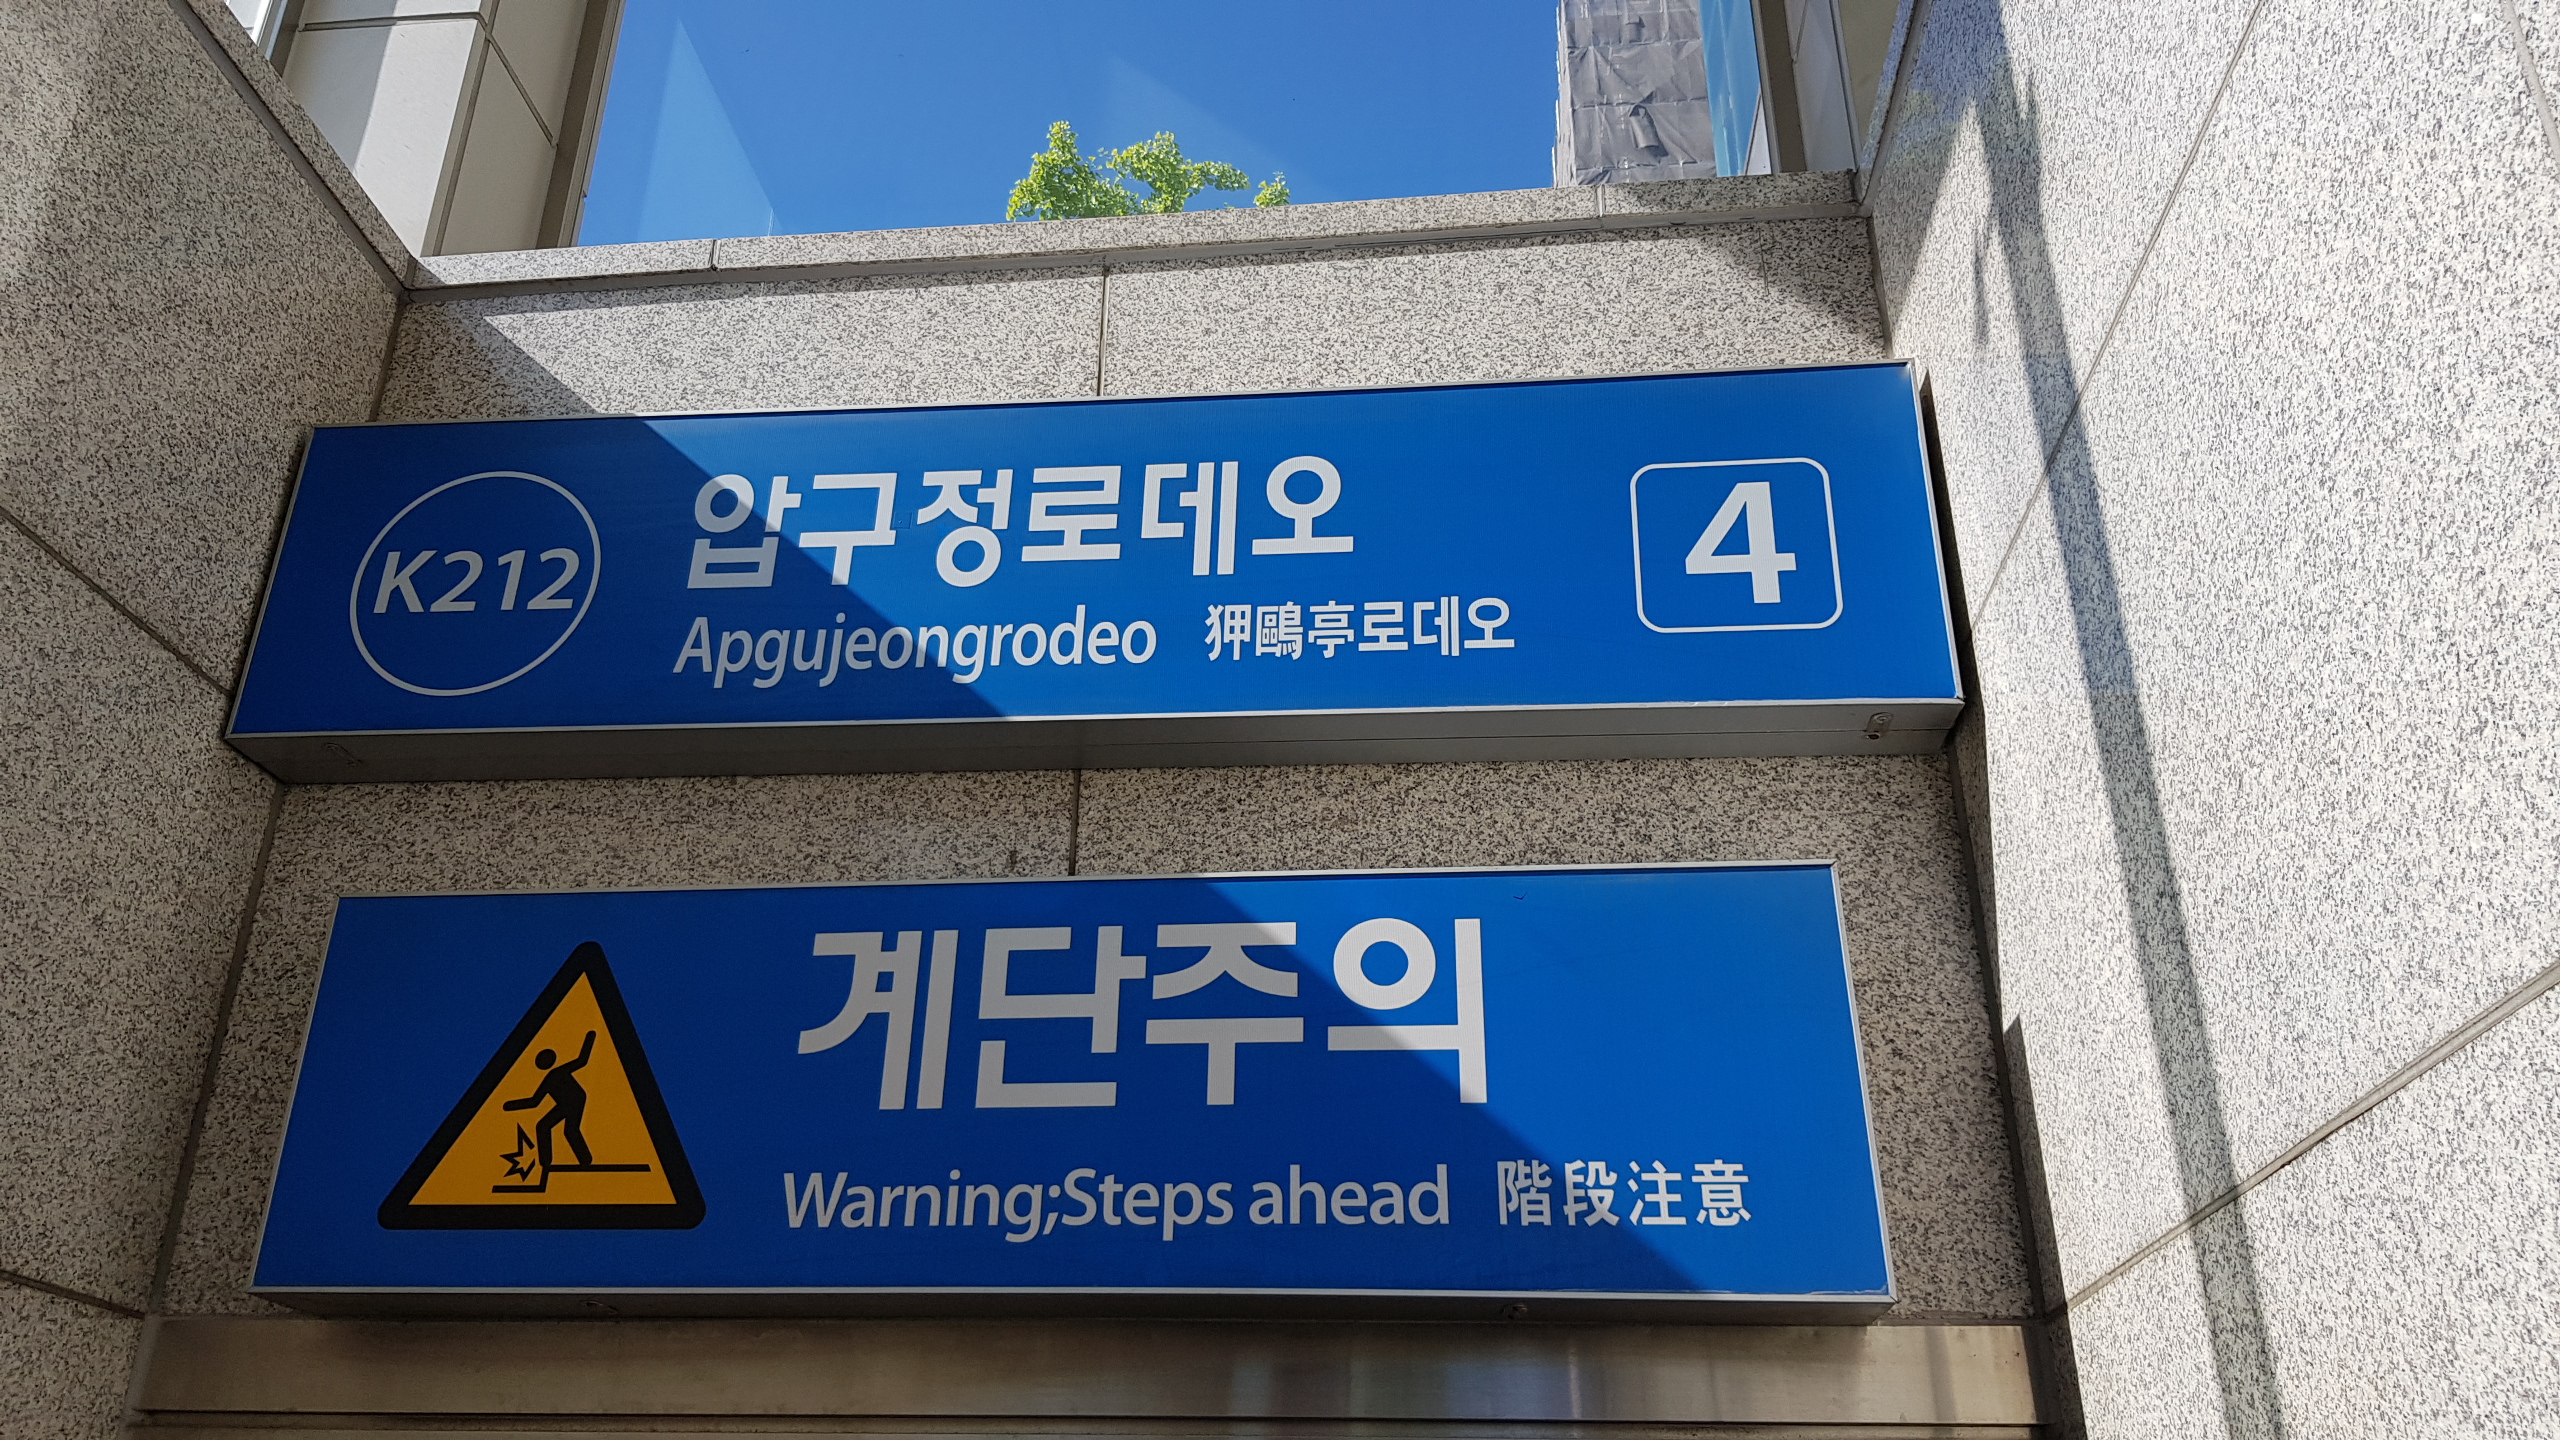 K212
압구정로데오
Apgujeongrodeo 狎鷗亭로데오
4
계단주의
Warning;Steps ahead 階段注意